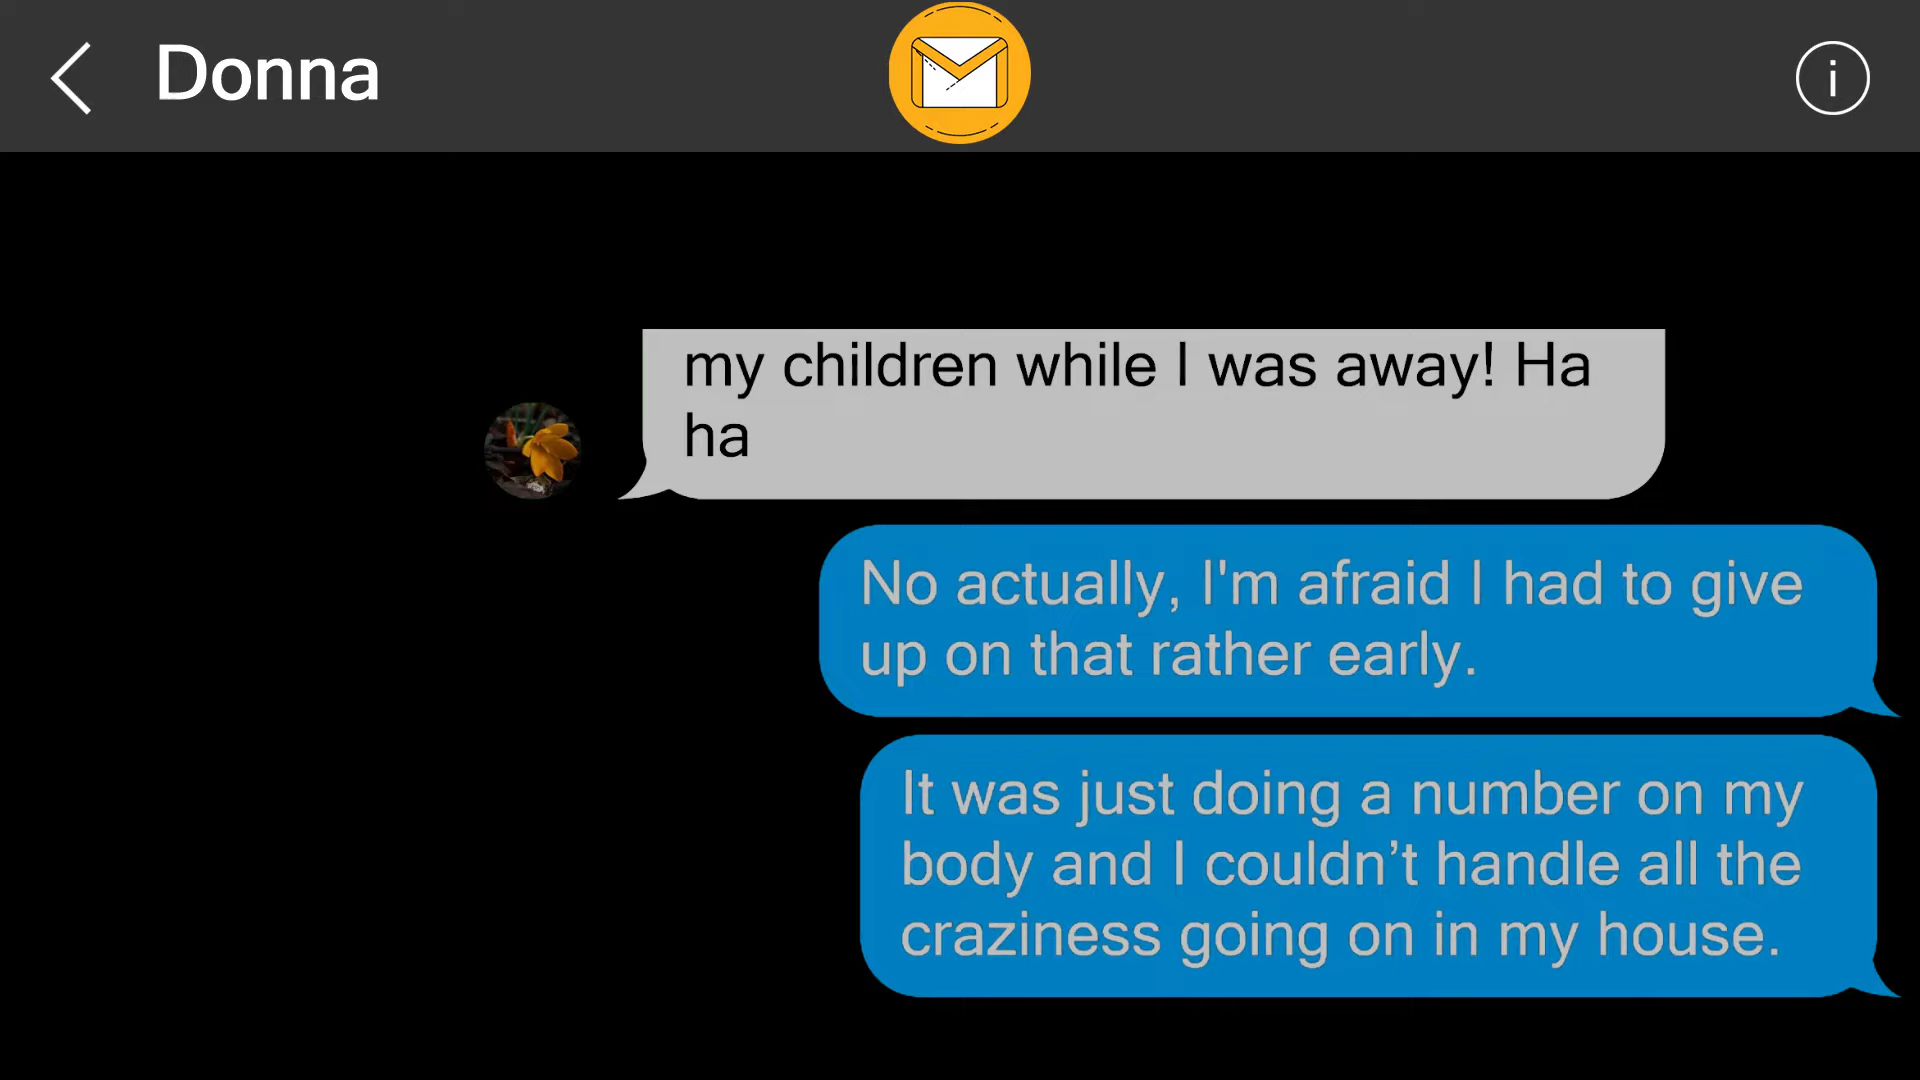 Donna
i
my children while I was away! Ha
ha
No actually, I'm afraid I had to give
up on that rather early.
It was just doing a number on my
body and I couldn’t handle all the
craziness going on in my house.